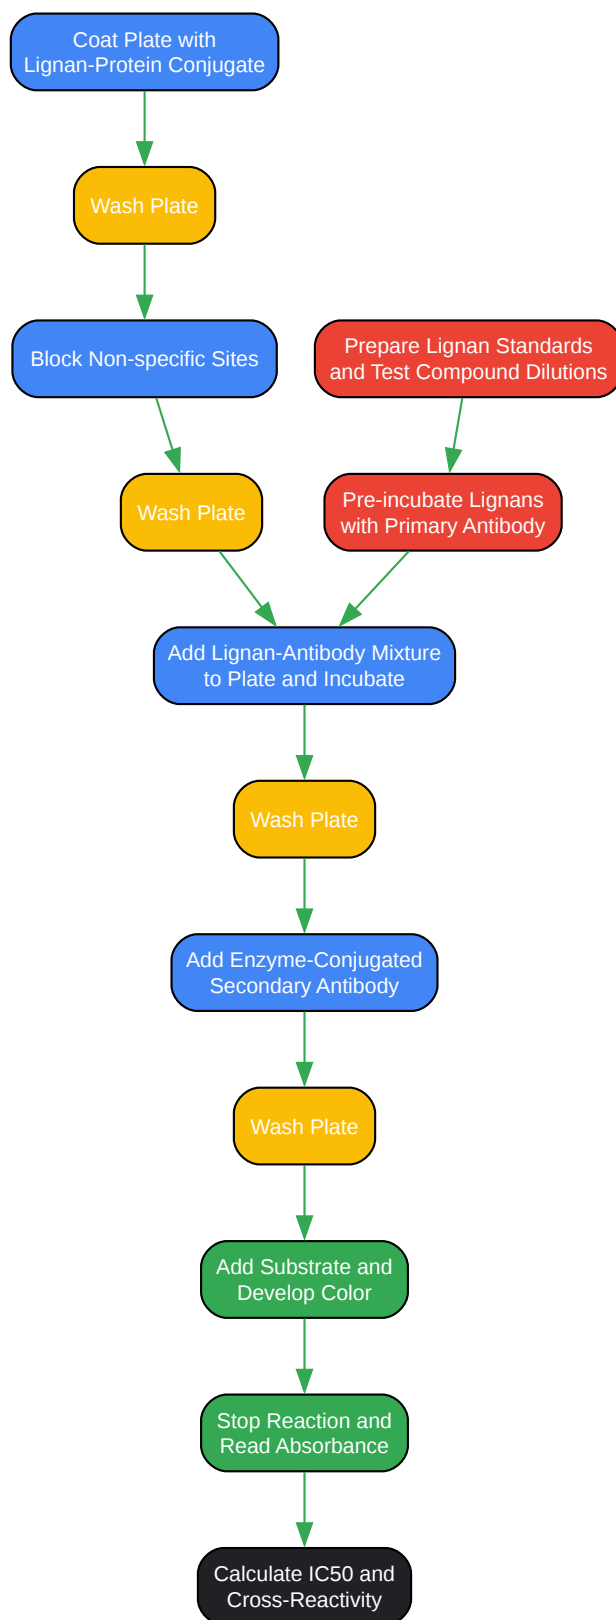 Coat Plate with
Lignan-Protein Conjugate
Wash Plate
Block Non-specific Sites
Prepare Lignan Standards
and Test Compound Dilutions
Wash Plate
Pre-incubate Lignans
with Primary Antibody
Add Lignan-Antibody Mixture
to Plate and Incubate
Wash Plate
Add Enzyme-Conjugated
Secondary Antibody
Wash Plate
Add Substrate and
Develop Color
Stop Reaction and
Read Absorbance
Calculate IC50 and
Cross-Reactivity